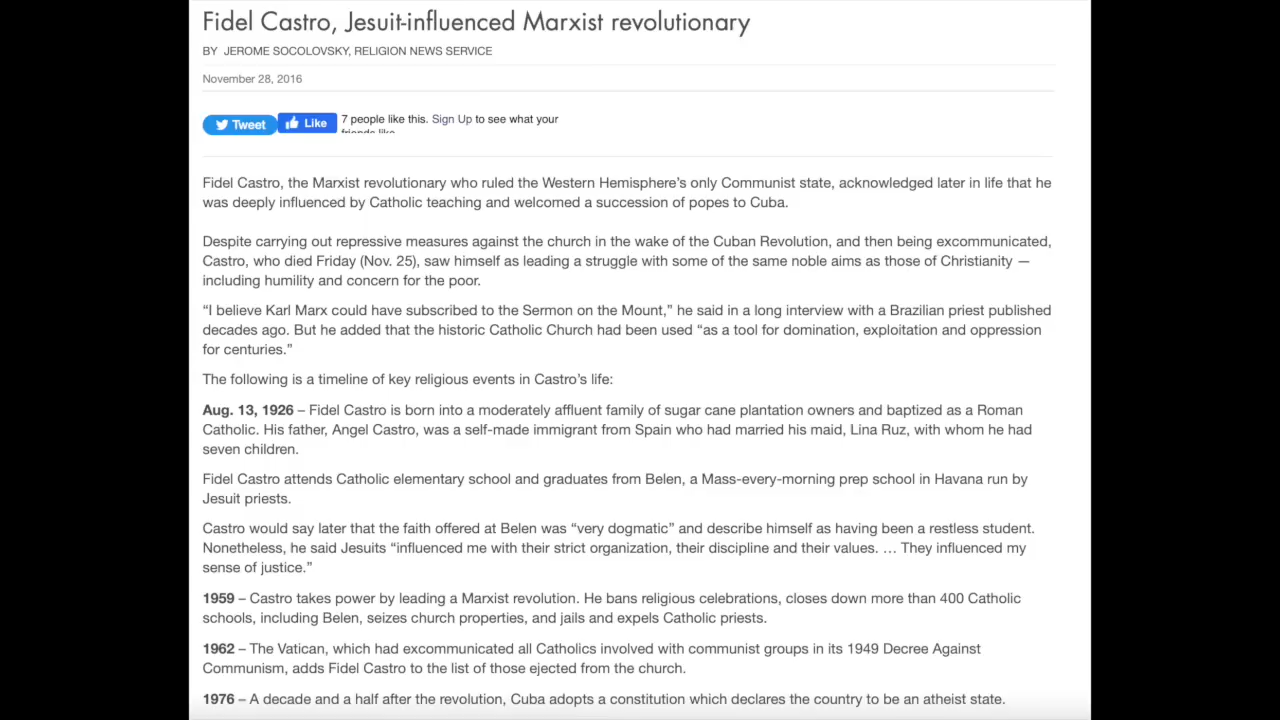 Fidel Castro, Jesuit-influenced Marxist revolutionary
BY JEROME SOCOLOVSKY, RELIGION NEWS SERVICE
November 28, 2016
Tweet Like 7 people like this. Sign Up to see what your
friends like.
Fidel Castro, the Marxist revolutionary who ruled the Western Hemisphere's only Communist state, acknowledged later in life that he
was deeply influenced by Catholic teaching and welcomed a succession of popes to Cuba.
Despite carrying out repressive measures against the church in the wake of the Cuban Revolution, and then being excommunicated,
Castro, who died Friday (Nov. 25), saw himself as leading a struggle with some of the same noble aims as those of Christianity —
including humility and concern for the poor.
“I believe Karl Marx could have subscribed to the Sermon on the Mount,” he said in a long interview with a Brazilian priest published
decades ago. But he added that the historic Catholic Church had been used “as a tool for domination, exploitation and oppression
for centuries.”
The following is a timeline of key religious events in Castro's life:
Aug. 13, 1926 – Fidel Castro is born into a moderately affluent family of sugar cane plantation owners and baptized as a Roman
Catholic. His father, Angel Castro, was a self-made immigrant from Spain who had married his maid, Lina Ruz, with whom he had
seven children.
Fidel Castro attends Catholic elementary school and graduates from Belen, a Mass-every-morning prep school in Havana run by
Jesuit priests.
Castro would say later that the faith offered at Belen was “very dogmatic” and describe himself as having been a restless student.
Nonetheless, he said Jesuits “influenced me with their strict organization, their discipline and their values. … They influenced my
sense of justice.”
1959 – Castro takes power by leading a Marxist revolution. He bans religious celebrations, closes down more than 400 Catholic
schools, including Belen, seizes church properties, and jails and expels Catholic priests.
1962 – The Vatican, which had excommunicated all Catholics involved with communist groups in its 1949 Decree Against
Communism, adds Fidel Castro to the list of those ejected from the church.
1976 – A decade and a half after the revolution, Cuba adopts a constitution which declares the country to be an atheist state.